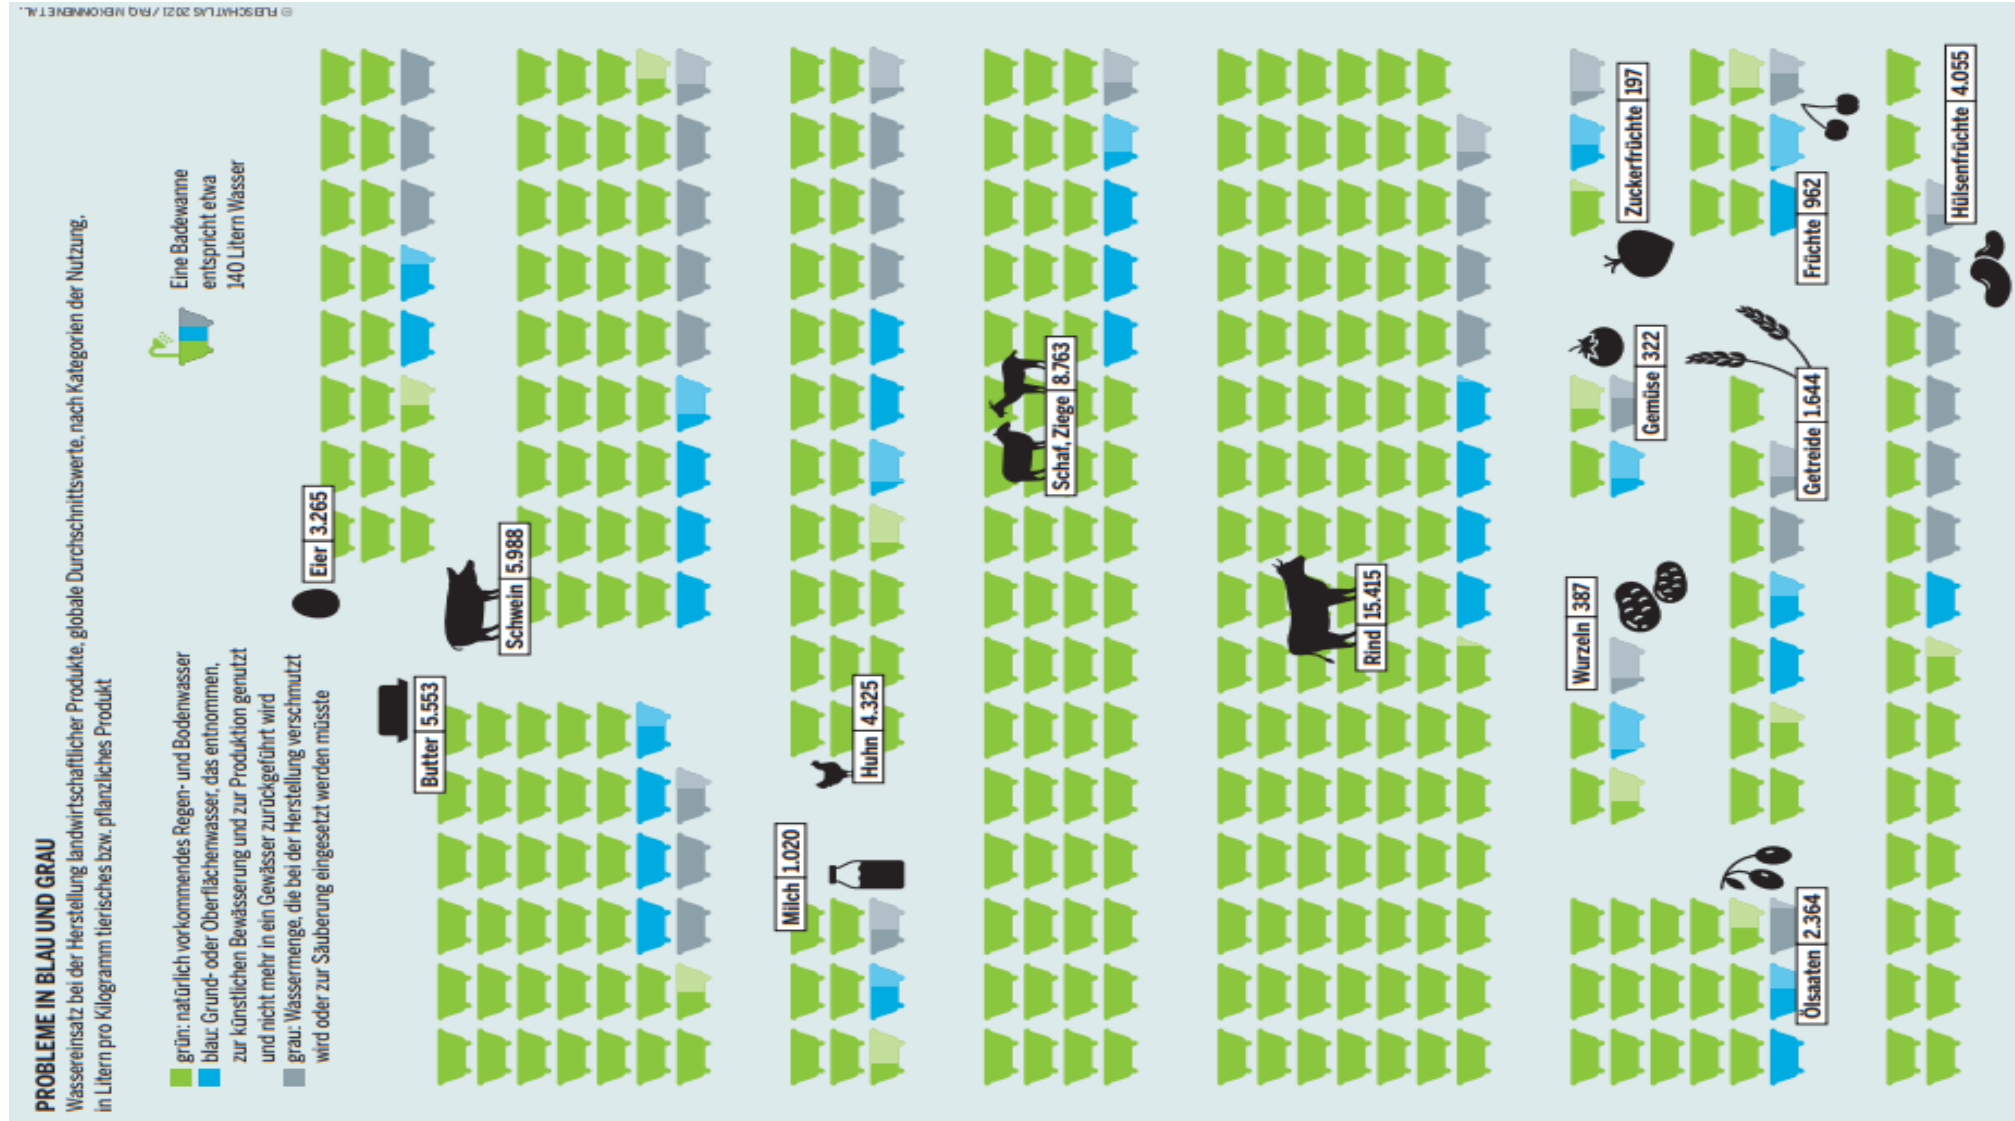 PROBLEME IN BLAU UND GRAU
Wassereinsatz bei der Herstellung landwirtschaftlicher Produkte, globale Durchschnittswerte, nach Kategorien der Nutzung,
in Litern pro Kilogramm tierisches bzw. pflanzliches Produkt
grün: natürlich vorkommendes Regen- und Bodenwasser
blau: Grund- oder Oberflächenwasser, das entnommen,
zur künstlichen Bewässerung und zur Produktion genutzt
und nicht mehr in ein Gewässer zurückgeführt wird
grau: Wassermenge, die bei der Herstellung verschmutzt
wird oder zur Säuberung eingesetzt werden müsste
Eine Badewanne
entspricht etwa
140 Litern Wasser
Eier 3.265
Butter 5.553
Schwein 5.988
Milch 1.020
Huhn 4.325
Schaf, Ziege 8.763
Rind 15.415
Wurzeln 387
Gemüse 322
Zuckerfrüchte 197
Ölsaaten 2.364
Getreide 1.644
Früchte 962
Hülsenfrüchte 4.055
© FLEISCHATLAS 2021 / FAO, MEKONNEN ET AL.